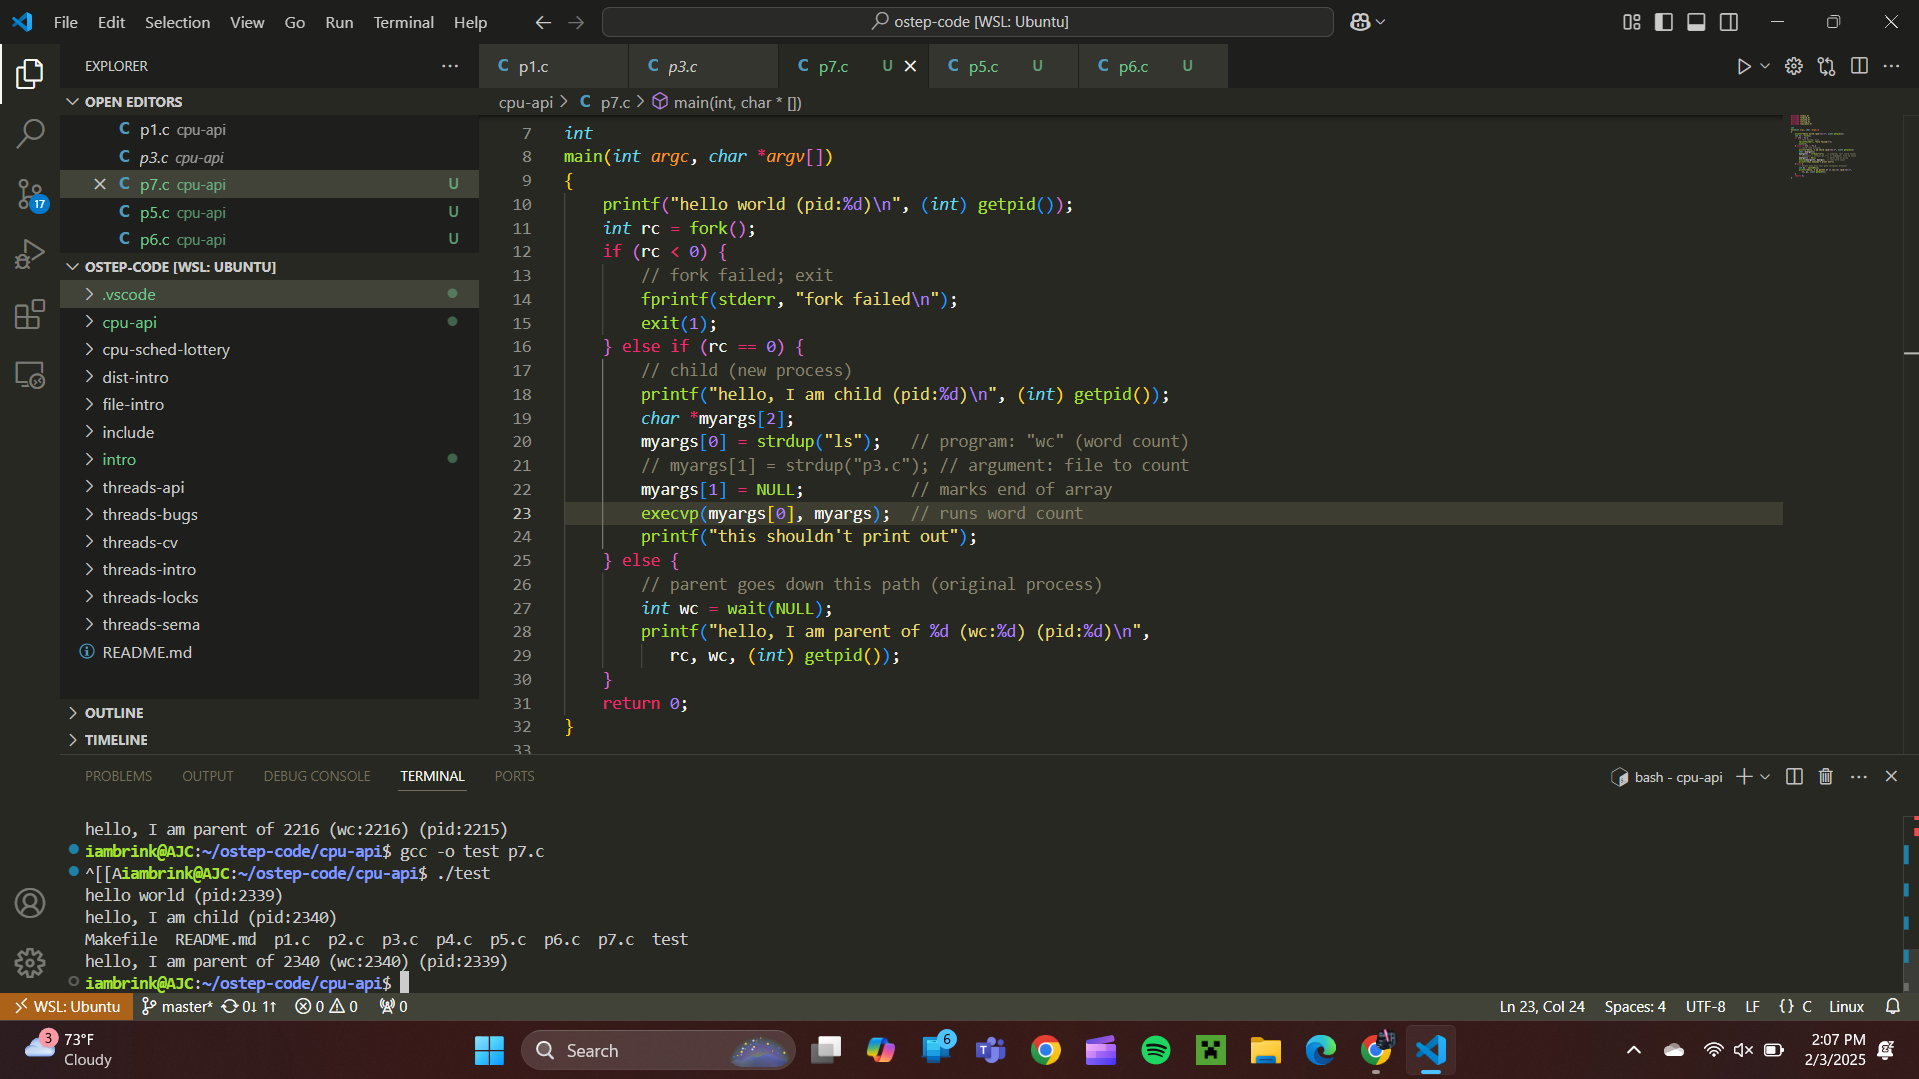 File Edit Selection View Go Run Terminal Help
ostep-code [WSL: Ubuntu]
EXPLORER
OPEN EDITORS
C p1.c cpu-api
C p3.c cpu-api
C p7.c cpu-api U
C p5.c cpu-api U
C p6.c cpu-api U
OSTEP-CODE [WSL: UBUNTU]
.vscode
cpu-api
cpu-sched-lottery
dist-intro
file-intro
include
intro
threads-api
threads-bugs
threads-cv
threads-intro
threads-locks
threads-sema
README.md
OUTLINE
TIMELINE
17
C p1.c C p3.c C p7.c U C p5.c U C p6.c U
cpu-api > C p7.c > main(int, char * [])
7 int
8 main(int argc, char *argv[])
9 {
10 printf("hello world (pid:%d)\n", (int) getpid());
11 int rc = fork();
12 if (rc < 0) {
13 // fork failed; exit
14 fprintf(stderr, "fork failed\n");
15 exit(1);
16 } else if (rc == 0) {
17 // child (new process)
18 printf("hello, I am child (pid:%d)\n", (int) getpid());
19 char *myargs[2];
20 myargs[0] = strdup("ls"); // program: "wc" (word count)
21 // myargs[1] = strdup("p3.c"); // argument: file to count
22 myargs[1] = NULL; // marks end of array
23 execvp(myargs[0], myargs); // runs word count
24 printf("this shouldn't print out");
25 } else {
26 // parent goes down this path (original process)
27 int wc = wait(NULL);
28 printf("hello, I am parent of %d (wc:%d) (pid:%d)\n",
29 rc, wc, (int) getpid());
30 }
31 return 0;
32 }
33
PROBLEMS OUTPUT DEBUG CONSOLE TERMINAL PORTS
bash - cpu-api
hello, I am parent of 2216 (wc:2216) (pid:2215)
iambrink@AJC:~/ostep-code/cpu-api$ gcc -o test p7.c
^[[Aiambrink@AJC:~/ostep-code/cpu-api$ ./test
hello world (pid:2339)
hello, I am child (pid:2340)
Makefile README.md p1.c p2.c p3.c p4.c p5.c p6.c p7.c test
hello, I am parent of 2340 (wc:2340) (pid:2339)
iambrink@AJC:~/ostep-code/cpu-api$
WSL: Ubuntu master* 0↓ 1↑ 0 0 0 Ln 23, Col 24 Spaces: 4 UTF-8 LF {} C Linux
3 73°F
Cloudy
Search
6
2:07 PM
2/3/2025